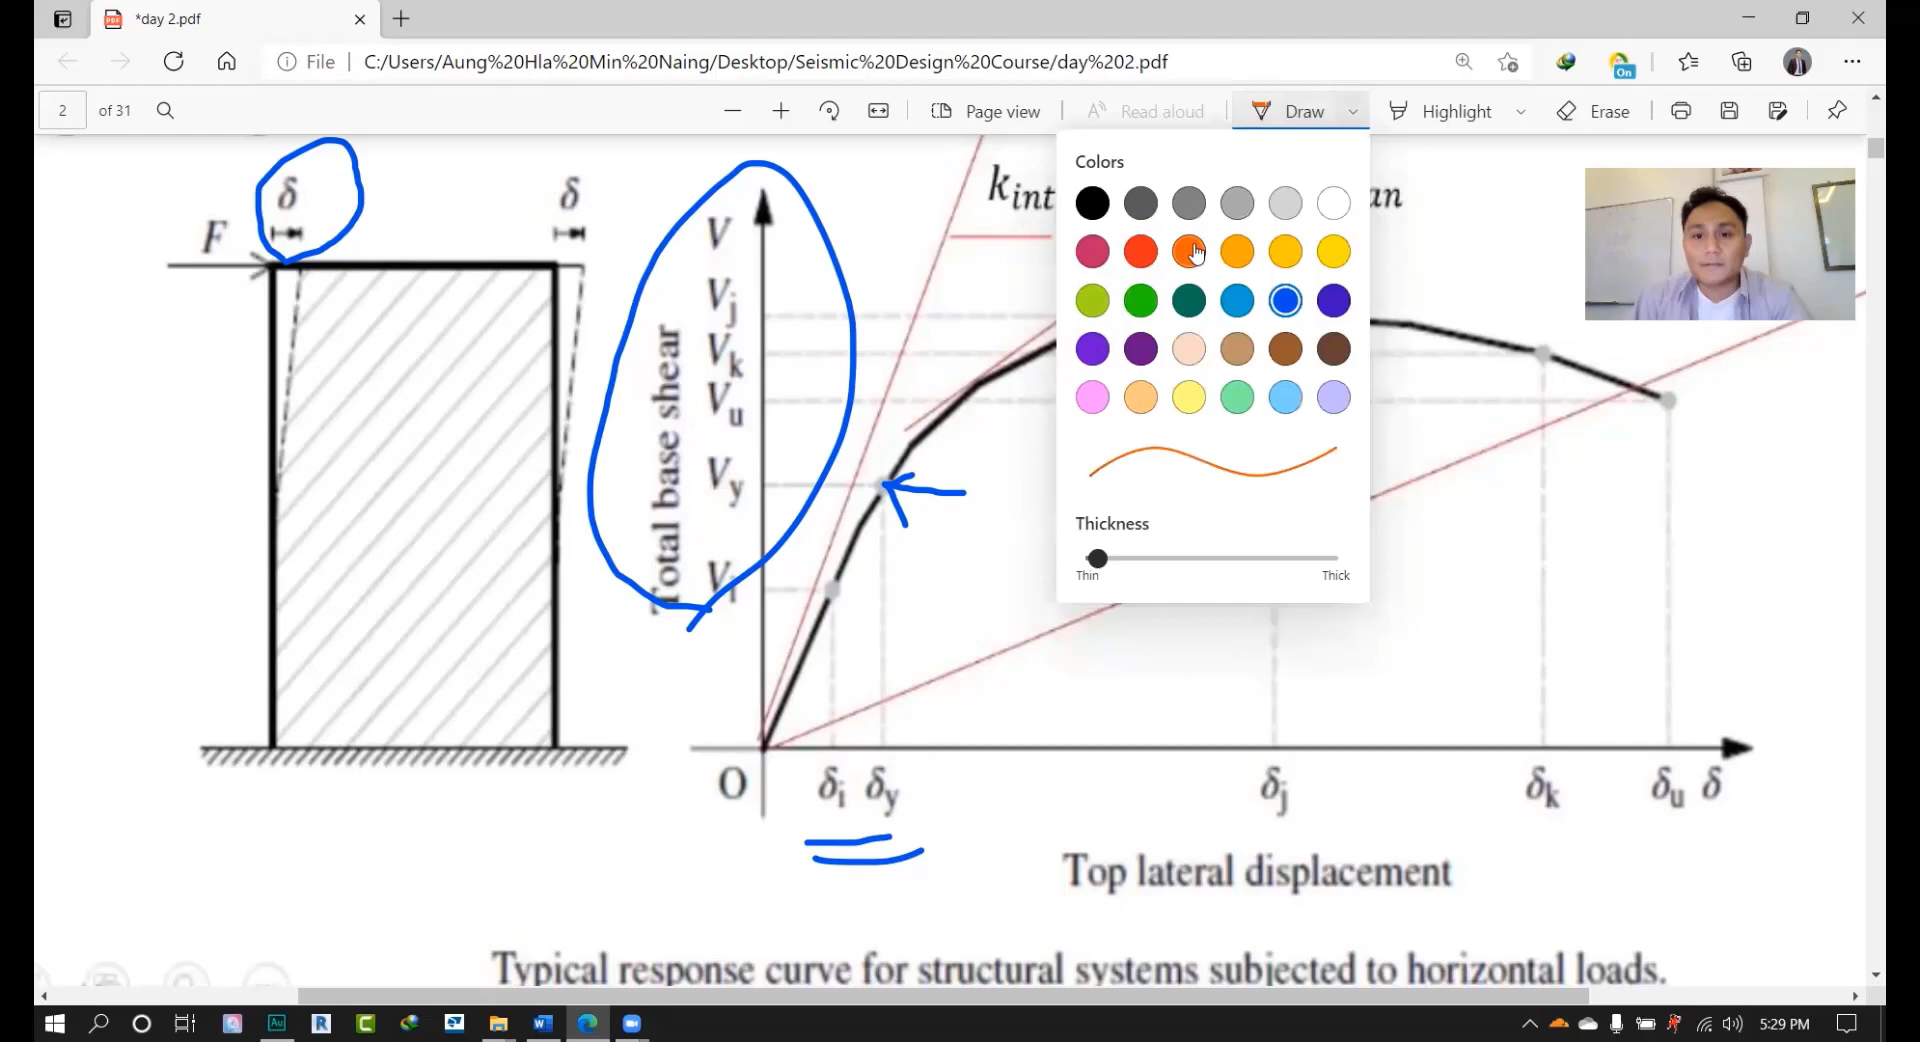 *day 2.pdf
File
C:/Users/Aung%20Hla%20Min%20Naing/Desktop/Seismic%20Design%20Course/day%202.pdf
On
2 of 31
Page view
Read aloud
Draw
Highlight
Erase
Colors
Thickness
Thin
Thick
δ
δ
F
V
Vj
Vk
Vu
Vy
Vi
Total base shear
kint
an
O
δi
δy
δj
δk
δu
δ
Top lateral displacement
Typical response curve for structural systems subjected to horizontal loads.
5:29 PM